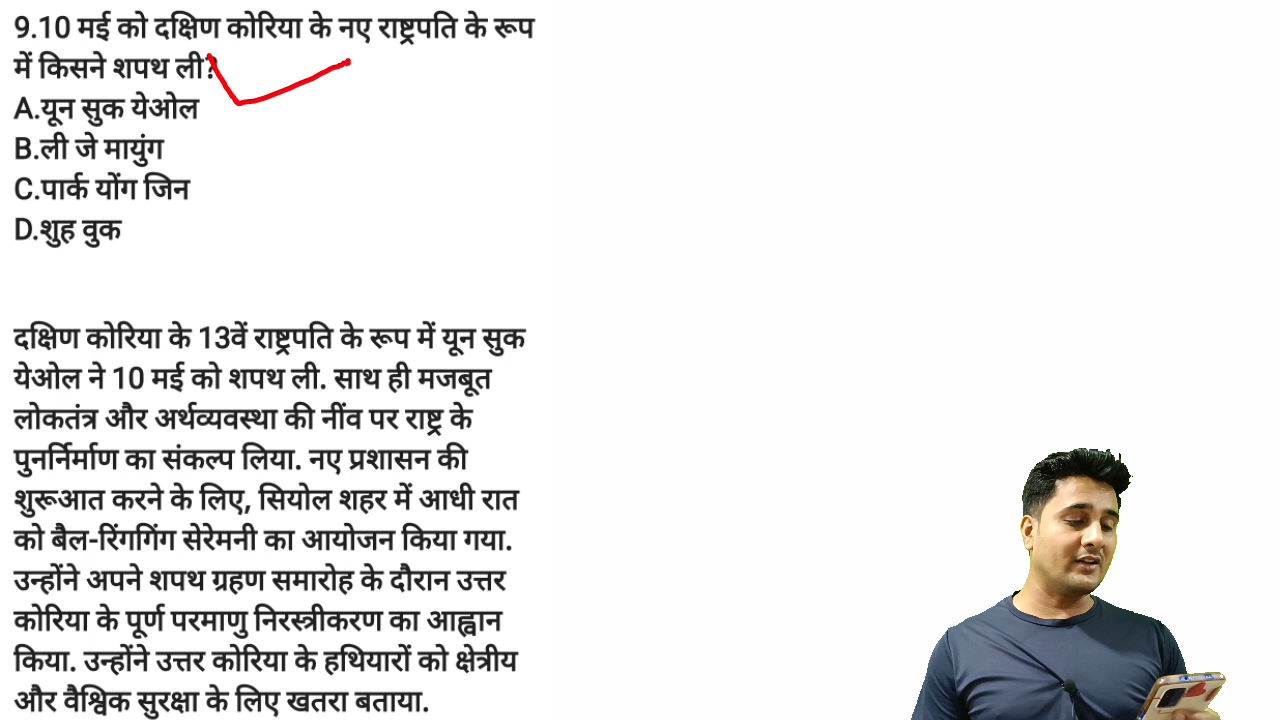 9.10 मई को दक्षिण कोरिया के नए राष्ट्रपति के रूप
में किसने शपथ ली?
A.यून सुक येओल
B.ली जे मायुंग
C.पार्क योंग जिन
D.शुह वुक
दक्षिण कोरिया के 13वें राष्ट्रपति के रूप में यून सुक
येओल ने 10 मई को शपथ ली. साथ ही मजबूत
लोकतंत्र और अर्थव्यवस्था की नींव पर राष्ट्र के
पुनर्निर्माण का संकल्प लिया. नए प्रशासन की
शुरूआत करने के लिए, सियोल शहर में आधी रात
को बैल-रिंगगिंग सेरेमनी का आयोजन किया गया.
उन्होंने अपने शपथ ग्रहण समारोह के दौरान उत्तर
कोरिया के पूर्ण परमाणु निरस्त्रीकरण का आह्वान
किया. उन्होंने उत्तर कोरिया के हथियारों को क्षेत्रीय
और वैश्विक सुरक्षा के लिए खतरा बताया.